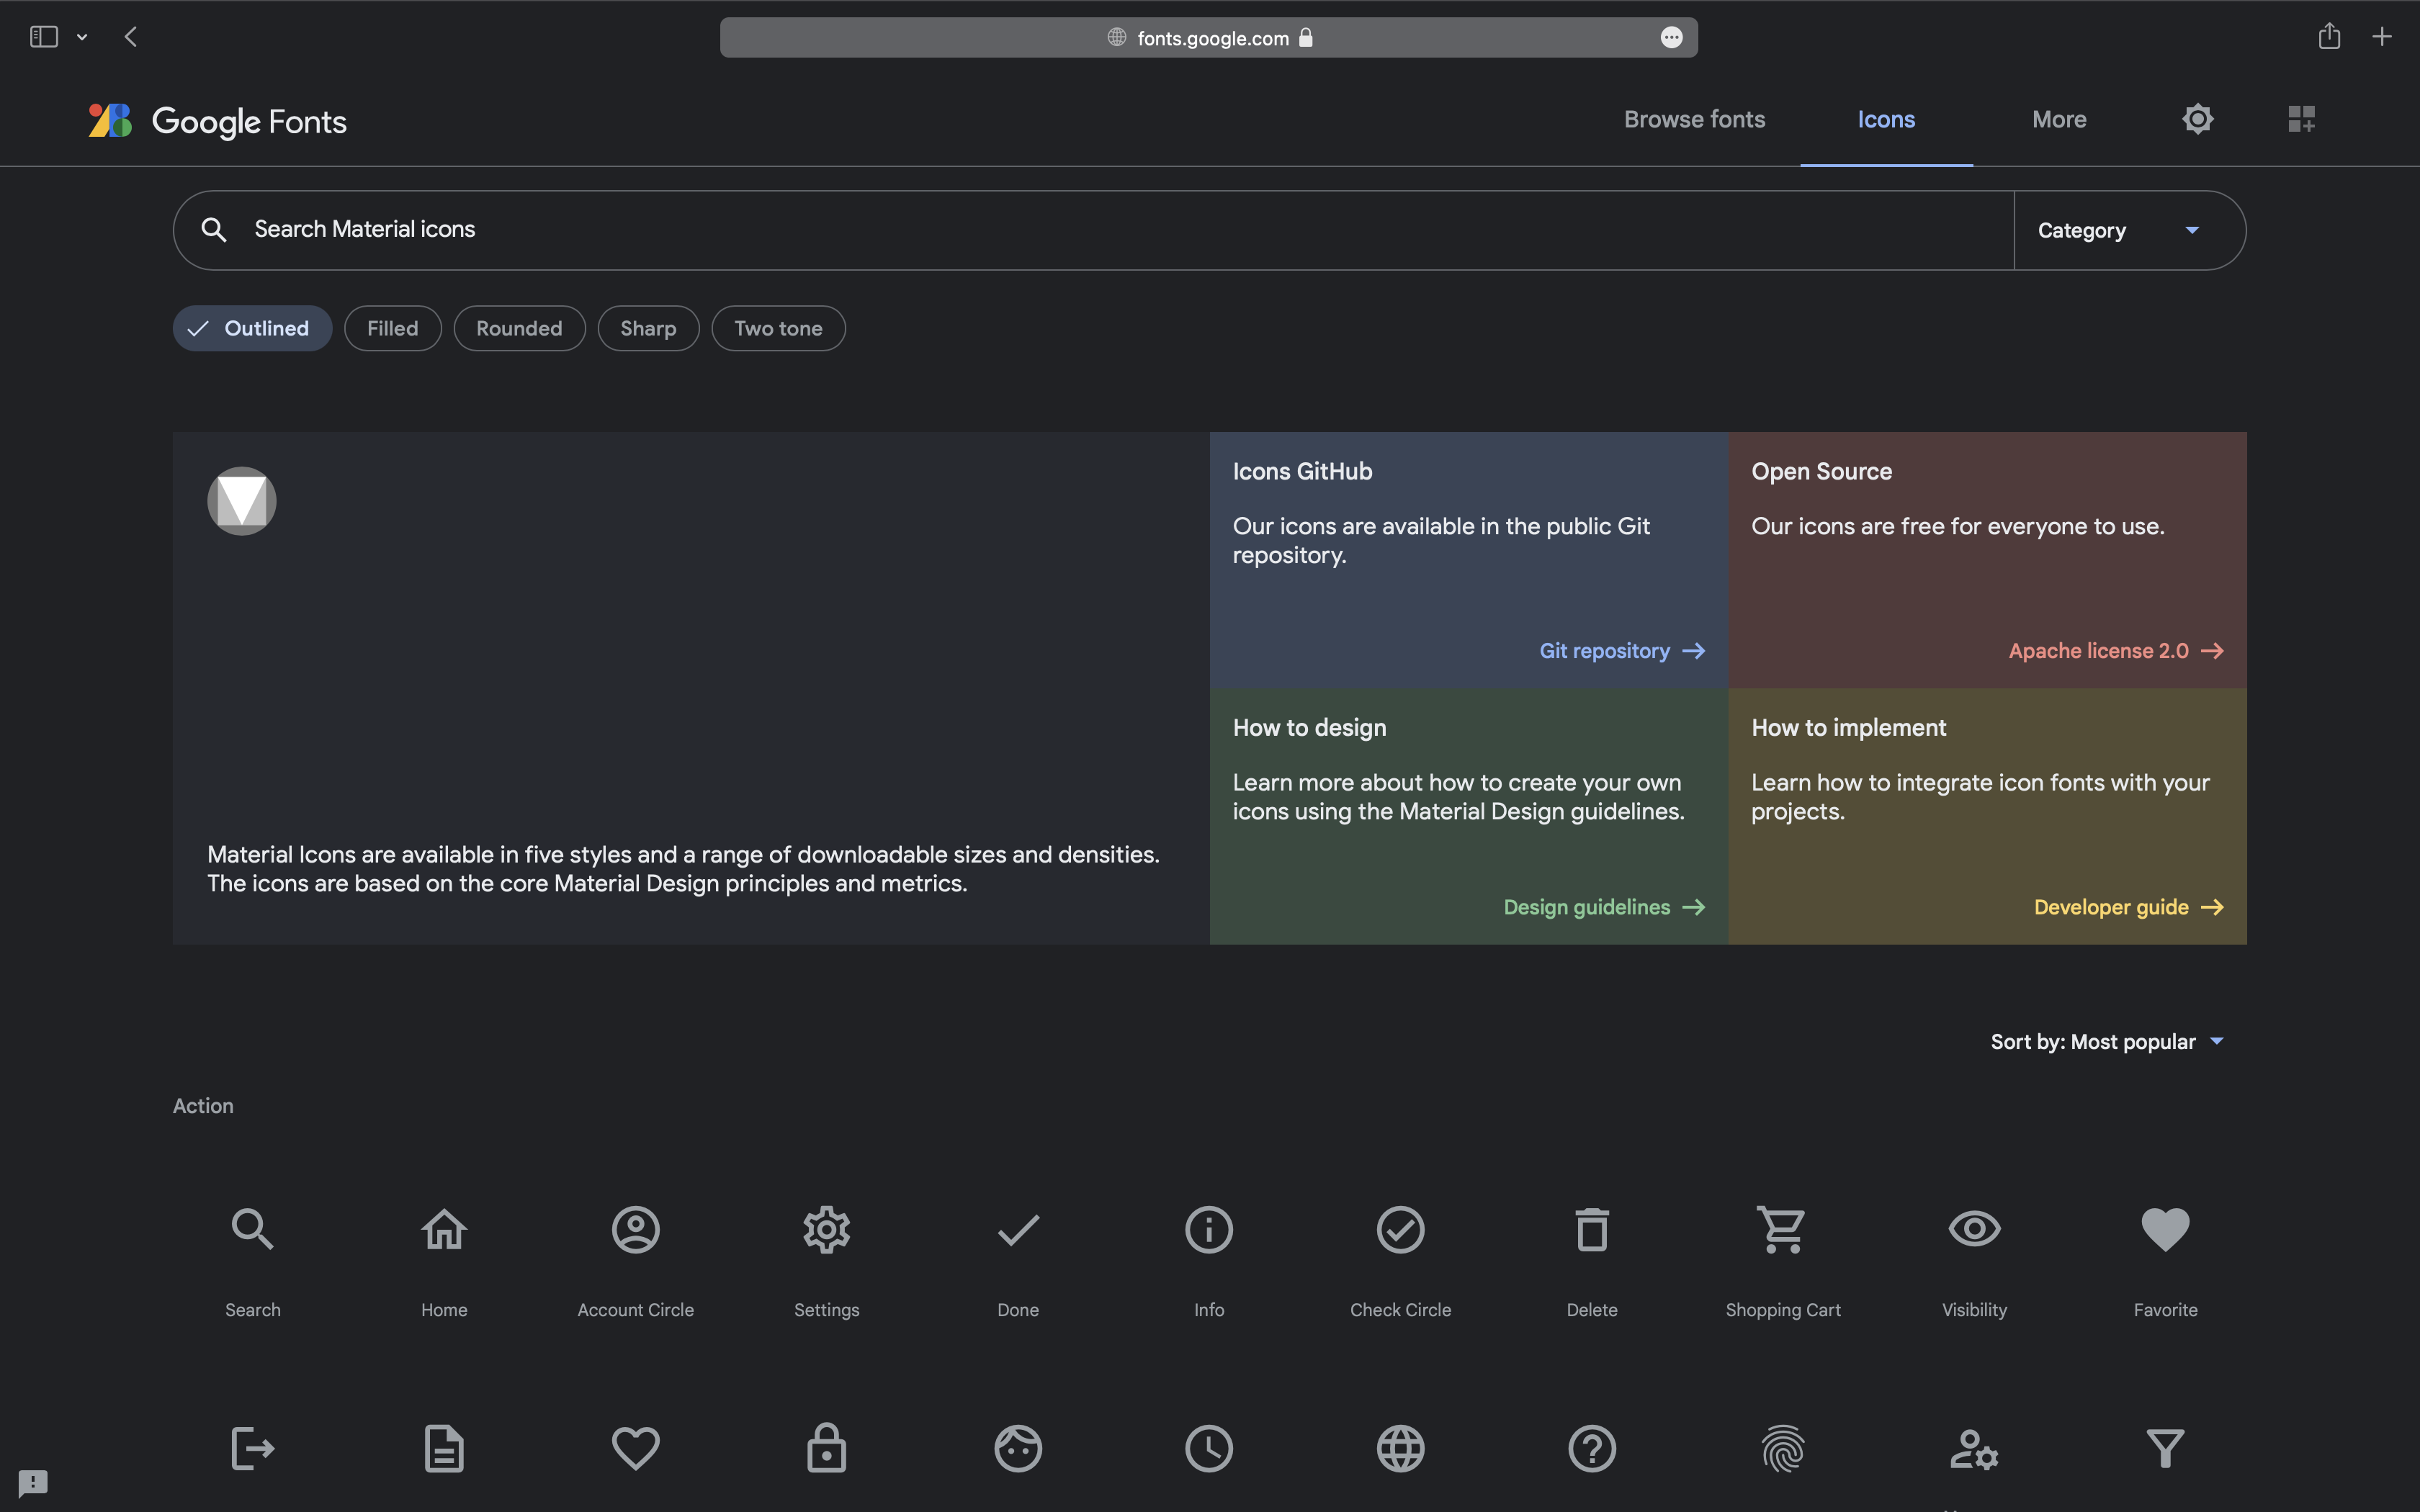 fonts.google.com
Google Fonts
Browse fonts
Icons
More
Search Material icons
Category
Outlined
Filled
Rounded
Sharp
Two tone
Icons GitHub
Our icons are available in the public Git
repository.
Git repository
Open Source
Our icons are free for everyone to use.
Apache license 2.0
Material Icons are available in five styles and a range of downloadable sizes and densities.
The icons are based on the core Material Design principles and metrics.
How to design
Learn more about how to create your own
icons using the Material Design guidelines.
Design guidelines
How to implement
Learn how to integrate icon fonts with your
projects.
Developer guide
Sort by: Most popular
Action
Search
Home
Account Circle
Settings
Done
Info
Check Circle
Delete
Shopping Cart
Visibility
Favorite